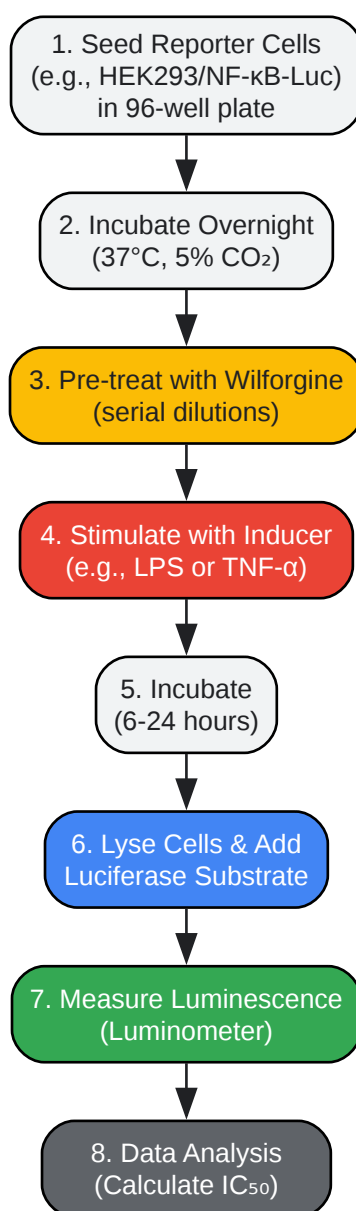 1. Seed Reporter Cells
(e.g., HEK293/NF-κB-Luc)
in 96-well plate
2. Incubate Overnight
(37°C, 5% CO₂)
3. Pre-treat with Wilforgine
(serial dilutions)
4. Stimulate with Inducer
(e.g., LPS or TNF-α)
5. Incubate
(6-24 hours)
6. Lyse Cells & Add
Luciferase Substrate
7. Measure Luminescence
(Luminometer)
8. Data Analysis
(Calculate IC₅₀)